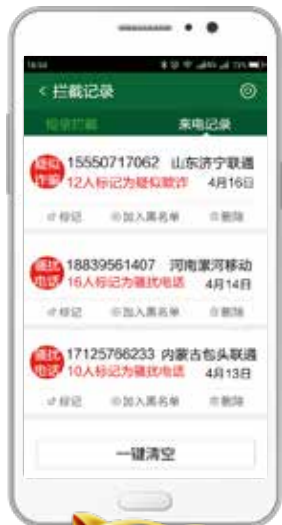 拦截记录
短信拦截 来电记录
疑似诈骗 15550717062 山东济宁联通
12人标记为疑似欺诈 4月16日
标记 加入黑名单 删除
骚扰电话 18839561407 河南漯河移动
16人标记为骚扰电话 4月14日
标记 加入黑名单 删除
骚扰电话 17125766233 内蒙古包头联通
10人标记为骚扰电话 4月13日
标记 加入黑名单 删除
一键清空